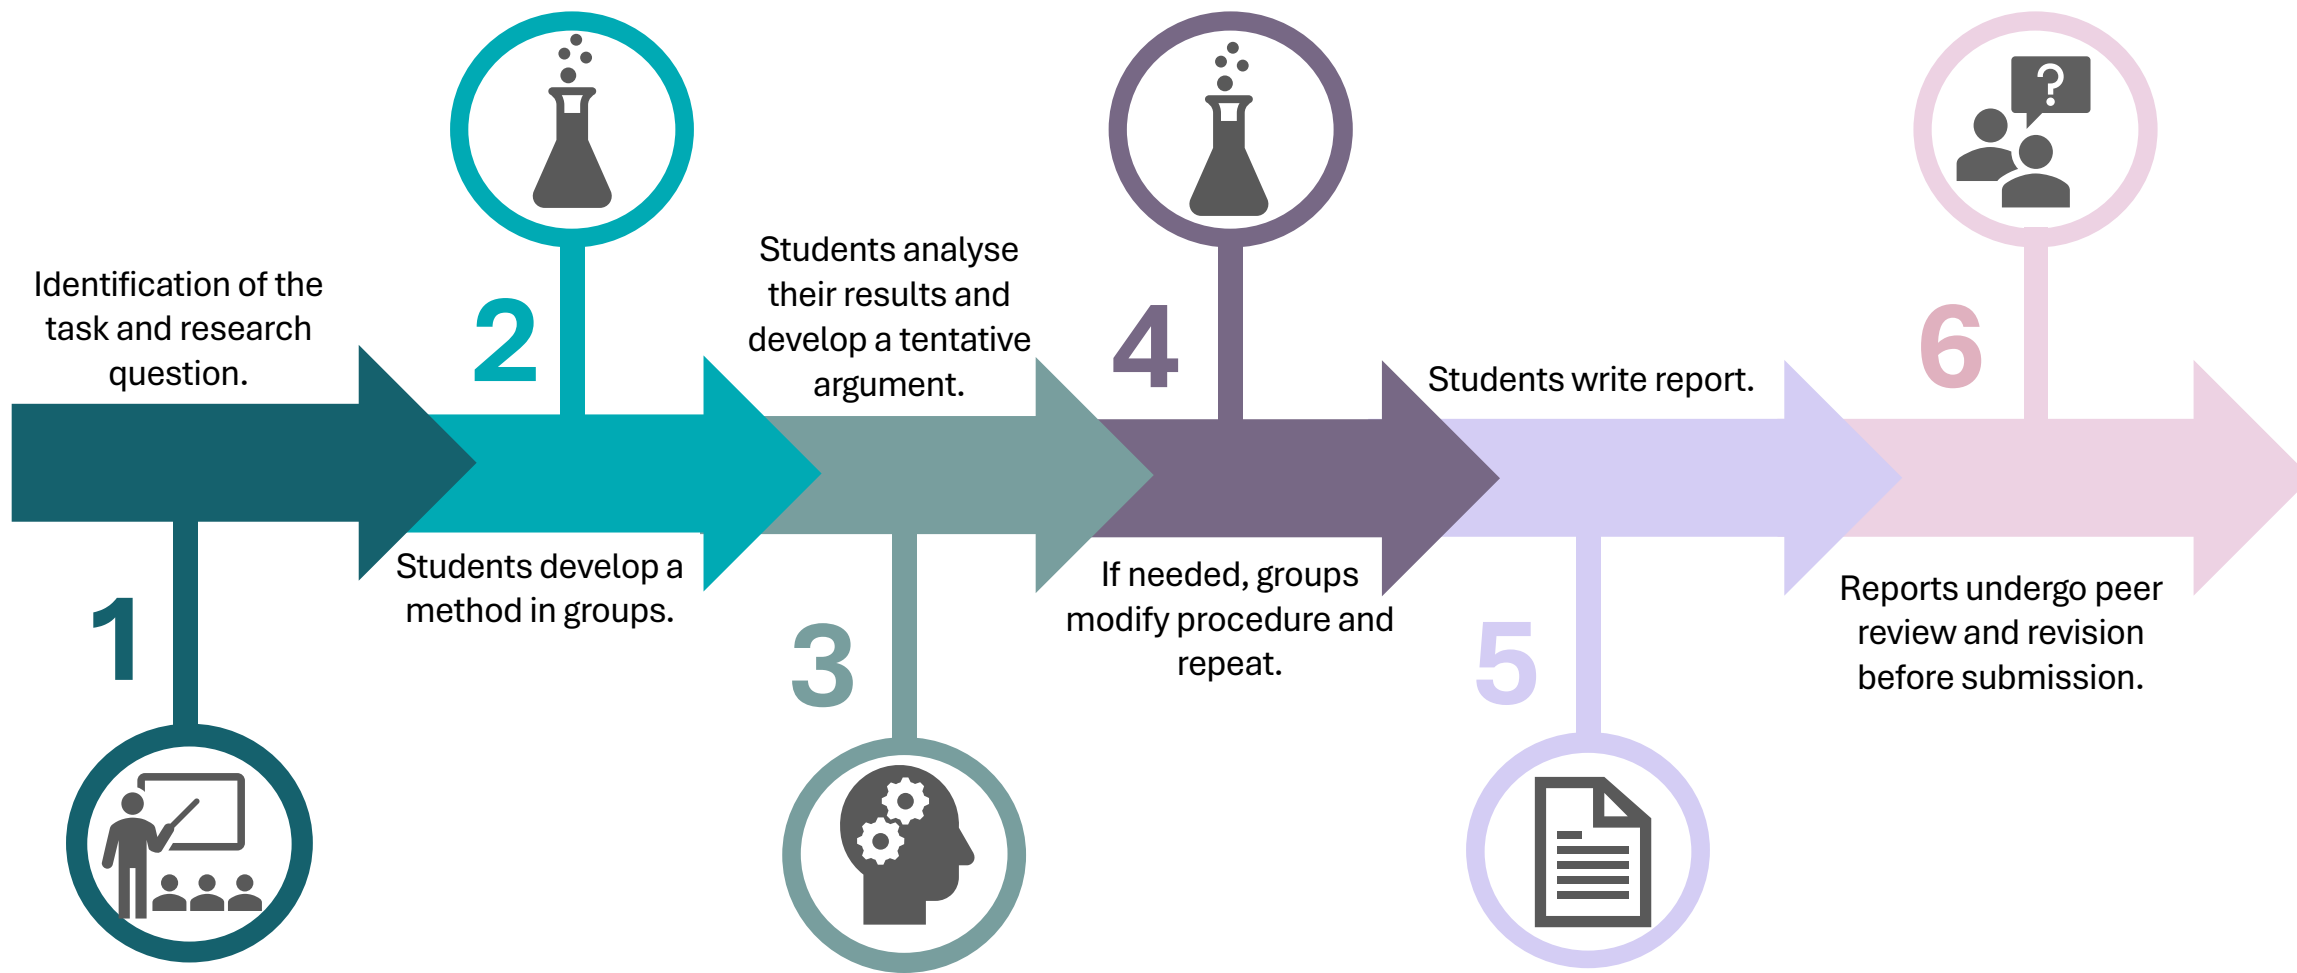 1
Identification of the
task and research
question.
2
Students develop a
method in groups.
3
Students analyse
their results and
develop a tentative
argument.
4
If needed, groups
modify procedure and
repeat.
5
Students write report.
6
?
Reports undergo peer
review and revision
before submission.